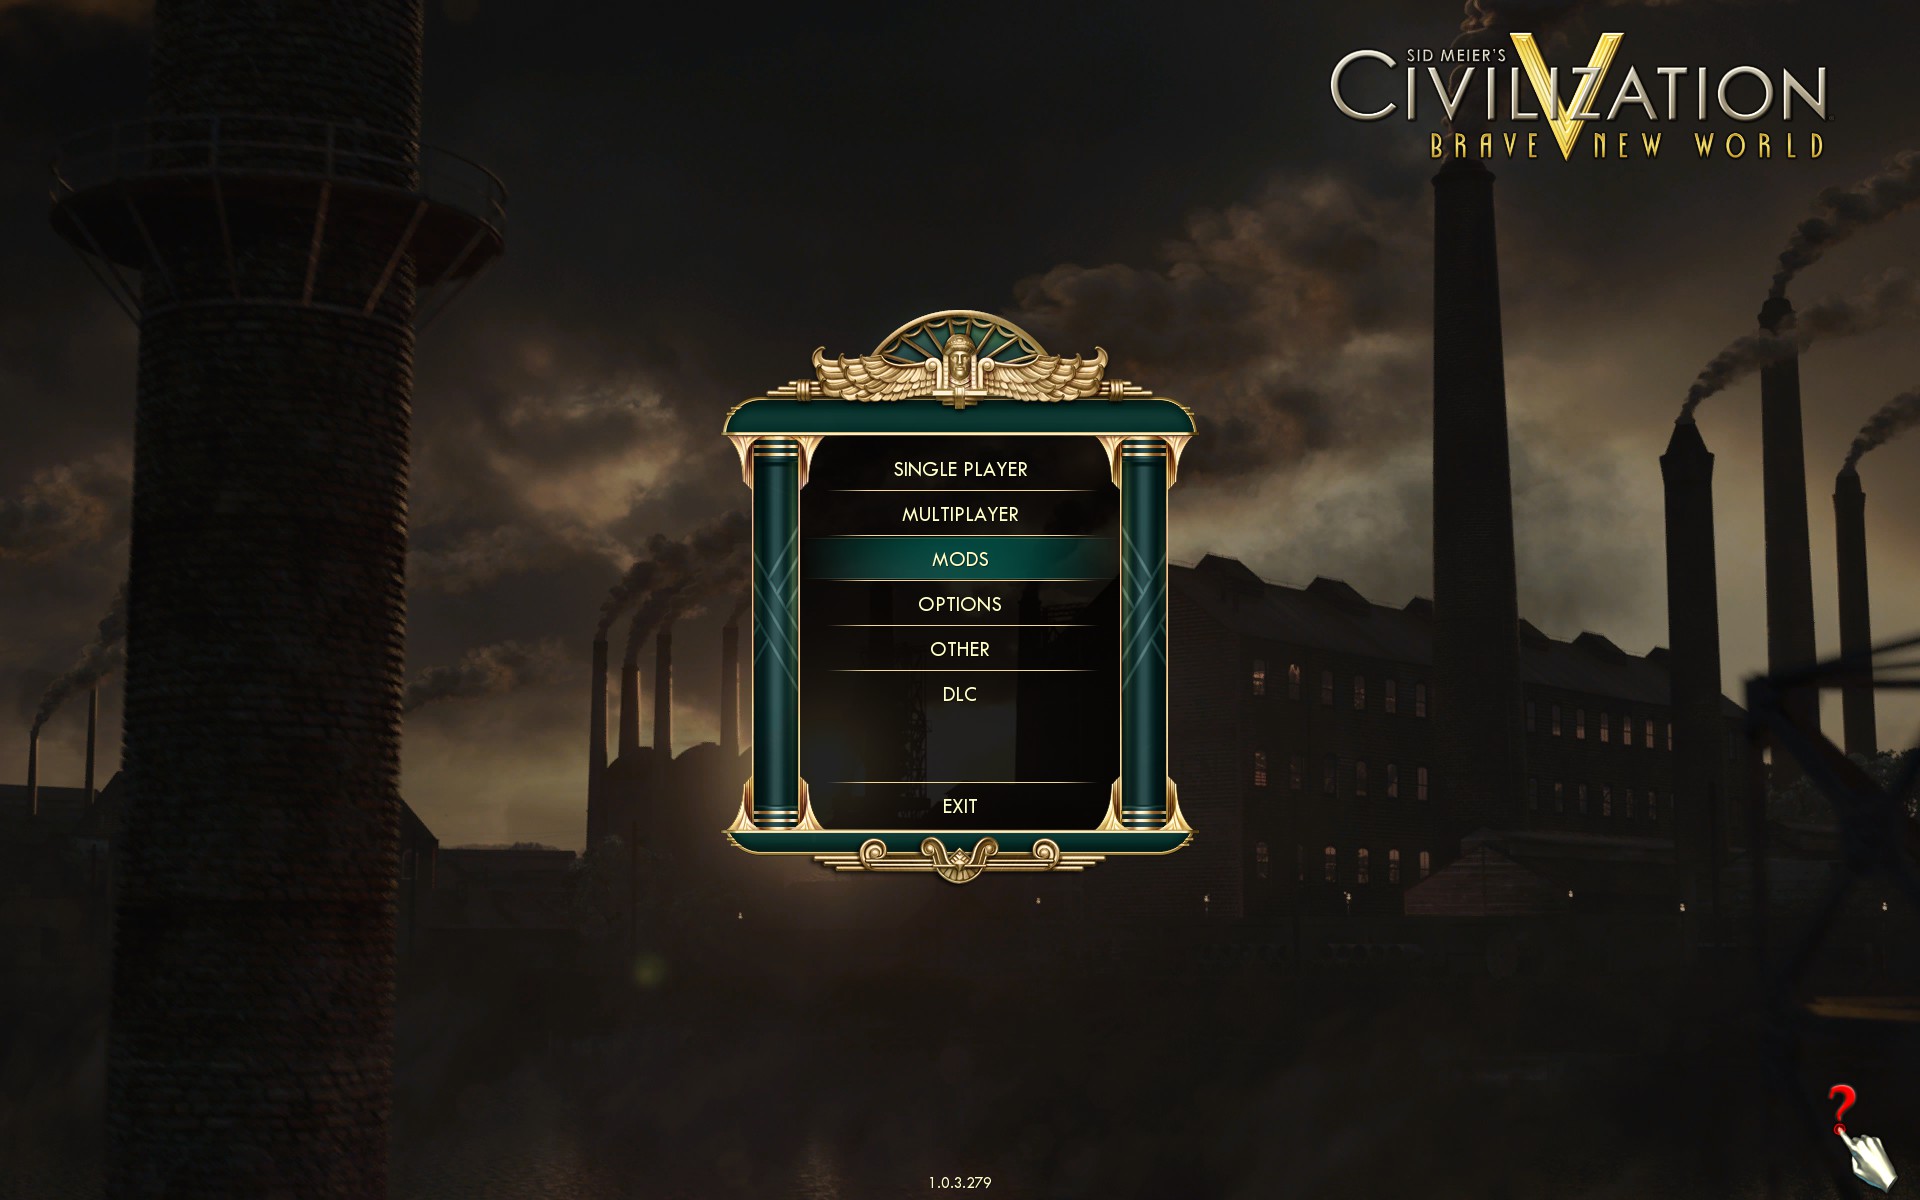 SID MEIER'S
CIVILIZATION V
BRAVE NEW WORLD
SINGLE PLAYER
MULTIPLAYER
MODS
OPTIONS
OTHER
DLC
EXIT
?
1.0.3.279